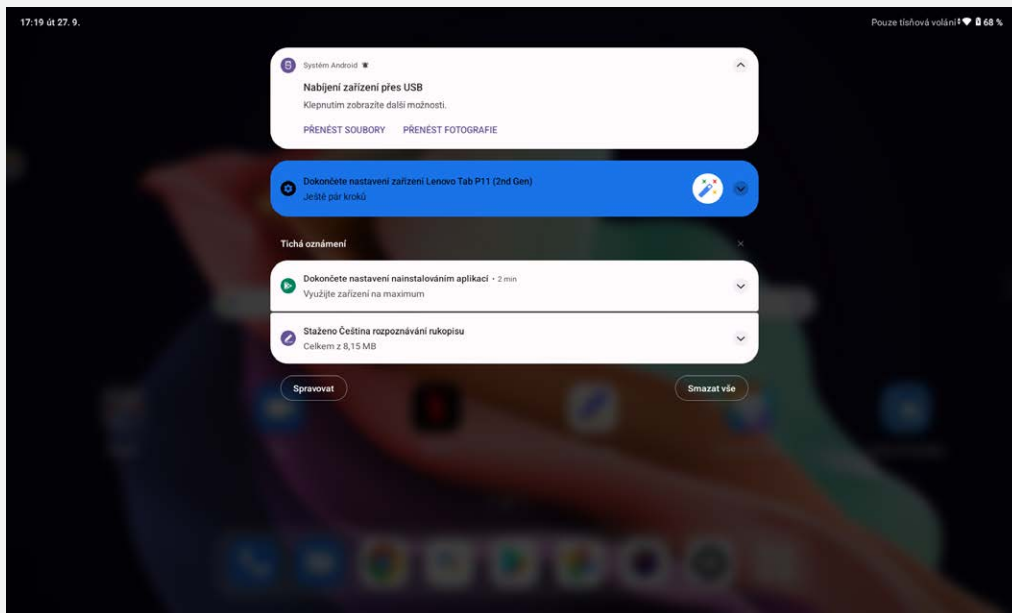 17:19 út 27. 9.
Pouze tísňová volání 68 %
Systém Android
Nabíjení zařízení přes USB
Klepnutím zobrazíte další možnosti.
PŘENÉST SOUBORY PŘENÉST FOTOGRAFIE
Dokončete nastavení zařízení Lenovo Tab P11 (2nd Gen)
Ještě pár kroků
Tichá oznámení
Dokončete nastavení nainstalováním aplikací • 2 min
Využijte zařízení na maximum
Staženo Čeština rozpoznávání rukopisu
Celkem z 8,15 MB
Spravovat
Smazat vše